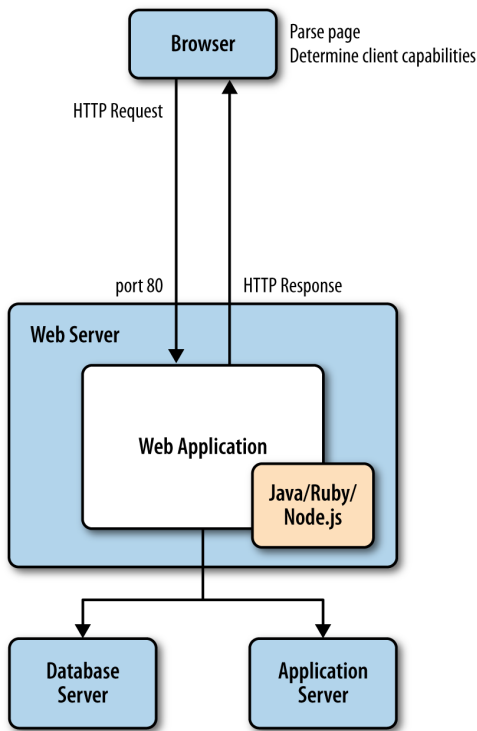 Browser
Parse page
Determine client capabilities
HTTP Request
port 80
HTTP Response
Web Server
Web Application
Java/Ruby/
Node.js
Database
Server
Application
Server